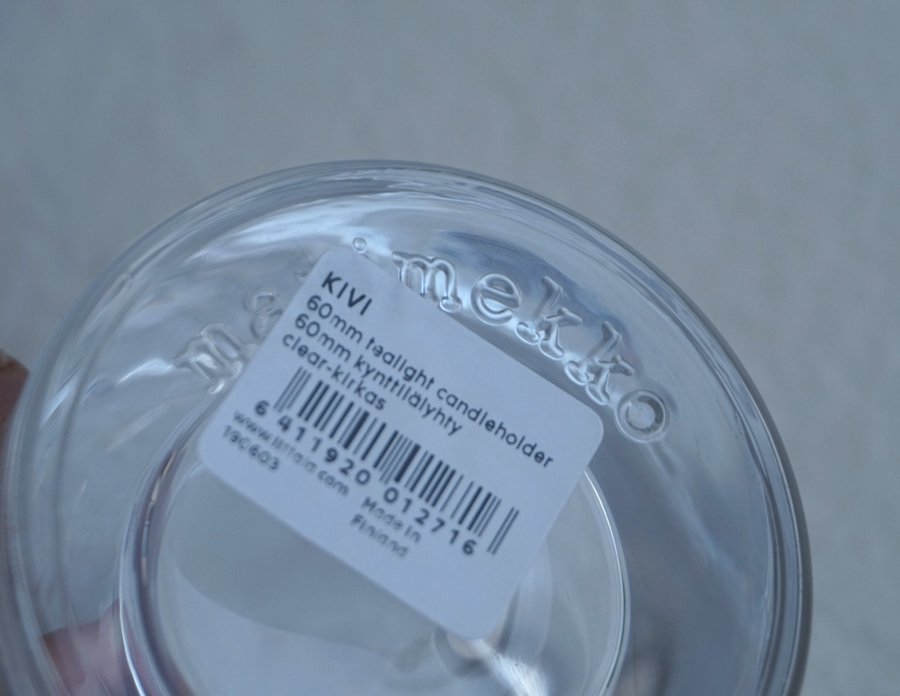 marimekko
KIVI
60mm tealight candleholder
60mm kynttilälyhty
clear-kirkas
6 411920 012716
www.iittala.com
19C603
Made in
Finland